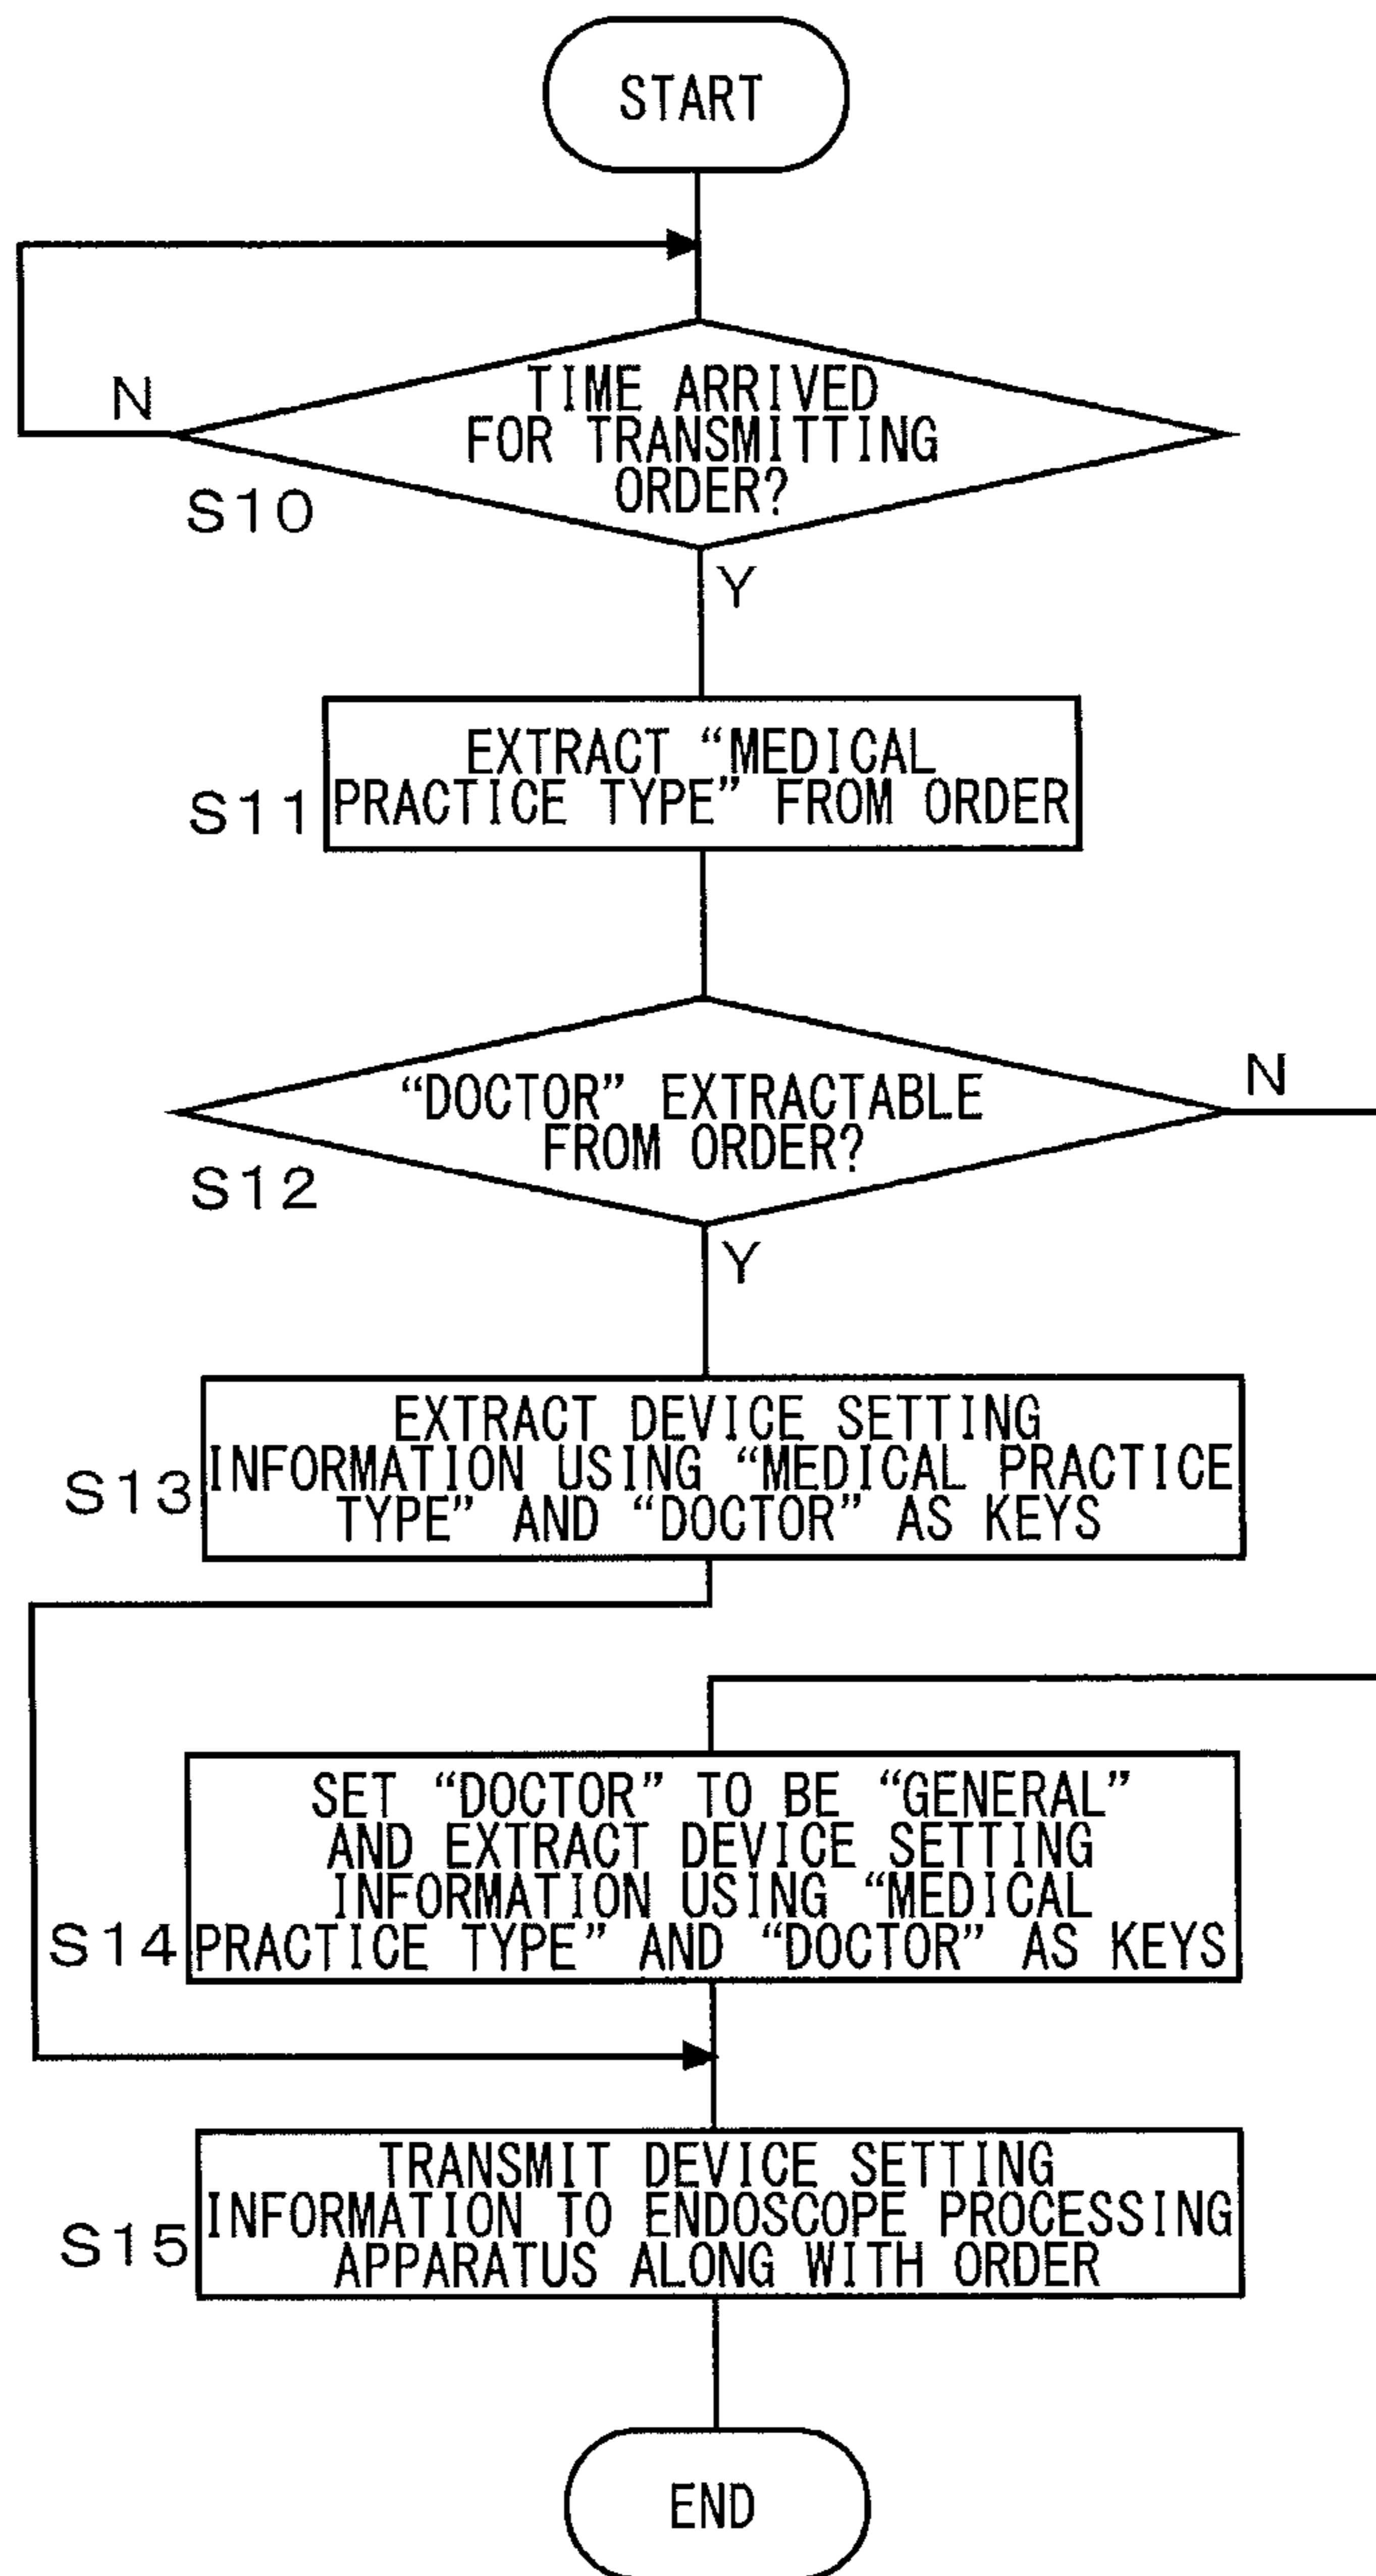 START
N
TIME ARRIVED
FOR TRANSMITTING
ORDER?
S10
Y
EXTRACT “MEDICAL
PRACTICE TYPE” FROM ORDER
S11
N
“DOCTOR” EXTRACTABLE
FROM ORDER?
S12
Y
EXTRACT DEVICE SETTING
INFORMATION USING “MEDICAL PRACTICE
TYPE” AND “DOCTOR” AS KEYS
S13
SET “DOCTOR” TO BE “GENERAL”
AND EXTRACT DEVICE SETTING
INFORMATION USING “MEDICAL
PRACTICE TYPE” AND “DOCTOR” AS KEYS
S14
TRANSMIT DEVICE SETTING
INFORMATION TO ENDOSCOPE PROCESSING
APPARATUS ALONG WITH ORDER
S15
END